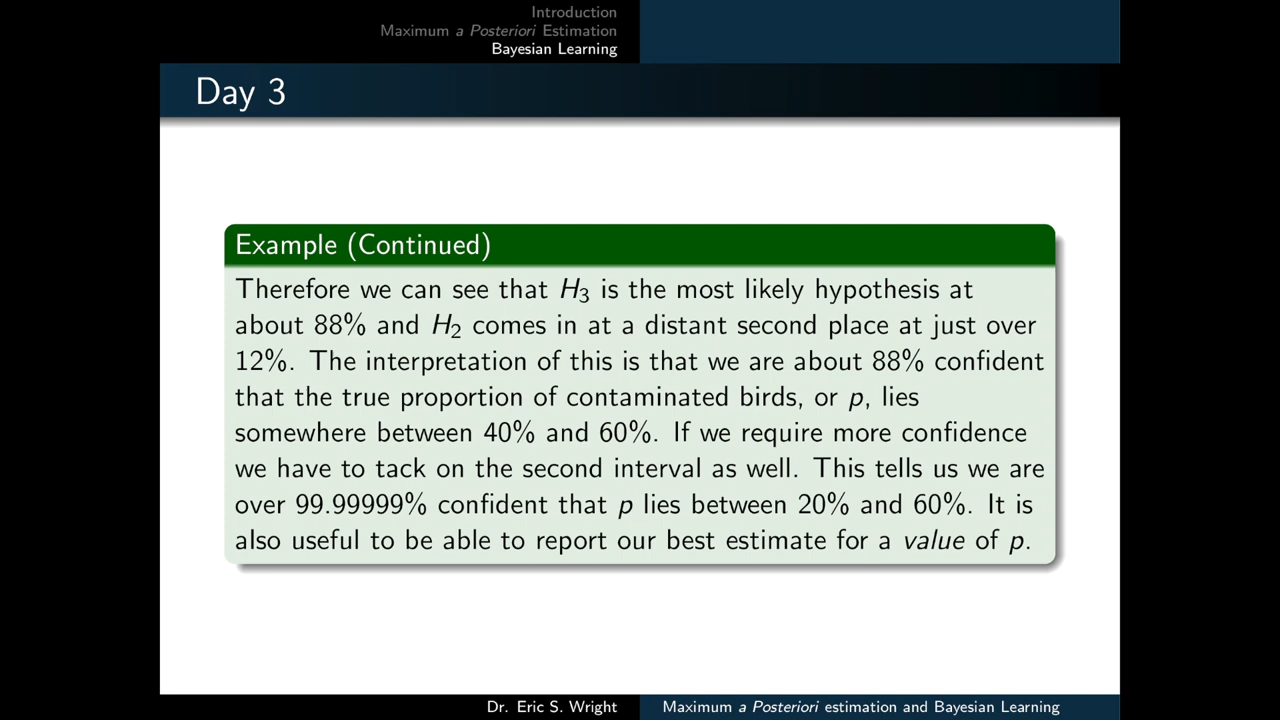 Introduction
Maximum a Posteriori Estimation
Bayesian Learning
Day 3
Example (Continued)
Therefore we can see that H₃ is the most likely hypothesis at
about 88% and H₂ comes in at a distant second place at just over
12%. The interpretation of this is that we are about 88% confident
that the true proportion of contaminated birds, or p, lies
somewhere between 40% and 60%. If we require more confidence
we have to tack on the second interval as well. This tells us we are
over 99.99999% confident that p lies between 20% and 60%. It is
also useful to be able to report our best estimate for a value of p.
Dr. Eric S. Wright
Maximum a Posteriori estimation and Bayesian Learning